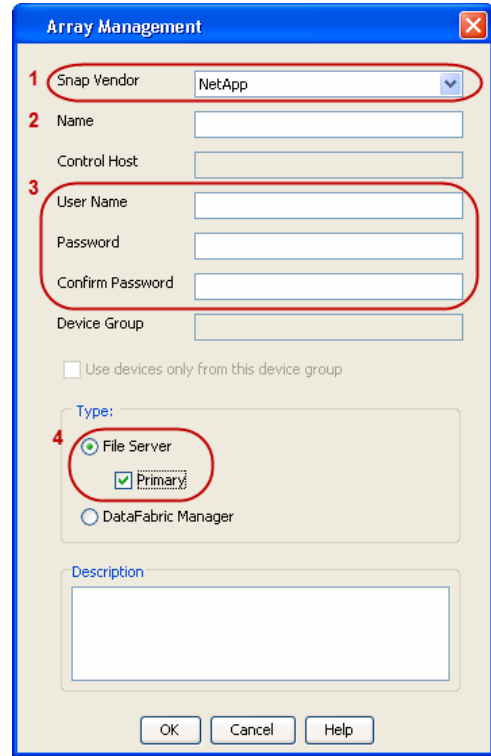 Array Management
1 Snap Vendor NetApp
2 Name
Control Host
3
User Name
Password
Confirm Password
Device Group
Use devices only from this device group
Type:
4 File Server
Primary
DataFabric Manager
Description
OK Cancel Help